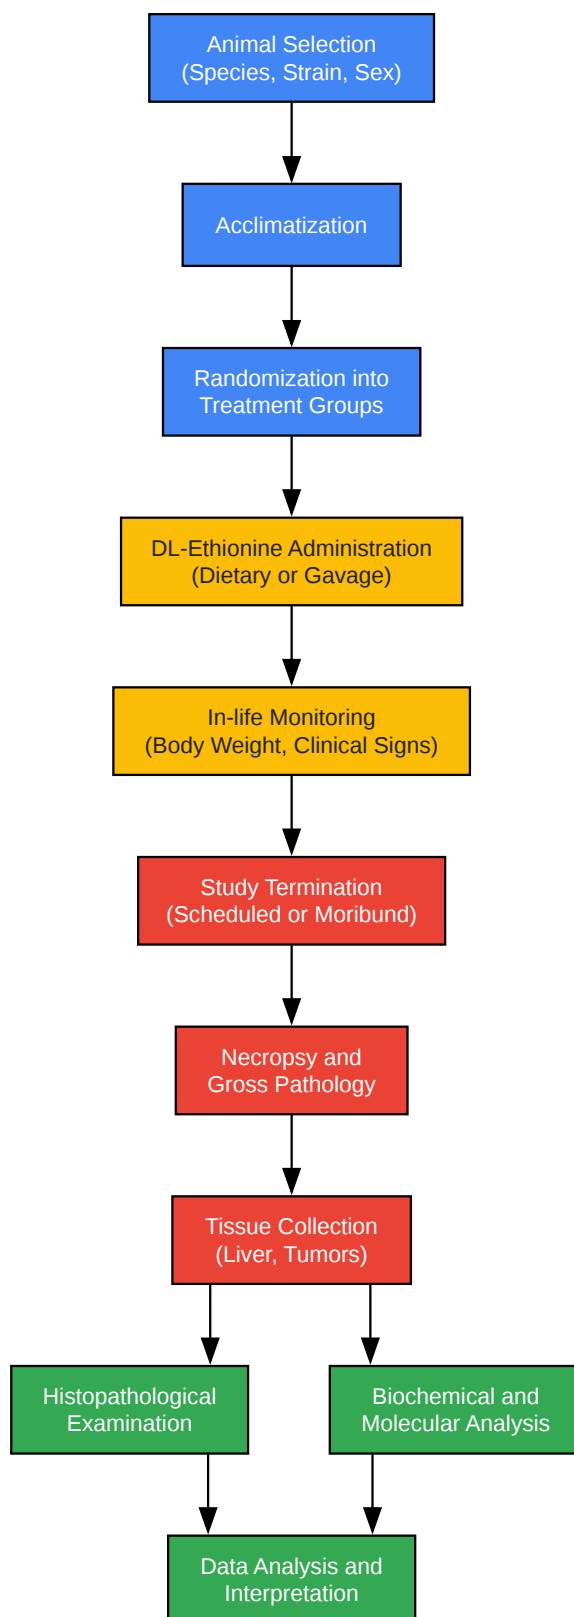 Animal Selection
(Species, Strain, Sex)
Acclimatization
Randomization into
Treatment Groups
DL-Ethionine Administration
(Dietary or Gavage)
In-life Monitoring
(Body Weight, Clinical Signs)
Study Termination
(Scheduled or Moribund)
Necropsy and
Gross Pathology
Tissue Collection
(Liver, Tumors)
Histopathological
Examination
Biochemical and
Molecular Analysis
Data Analysis and
Interpretation